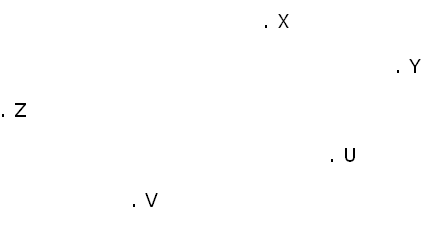 . X
. Y
. Z
. U
. V